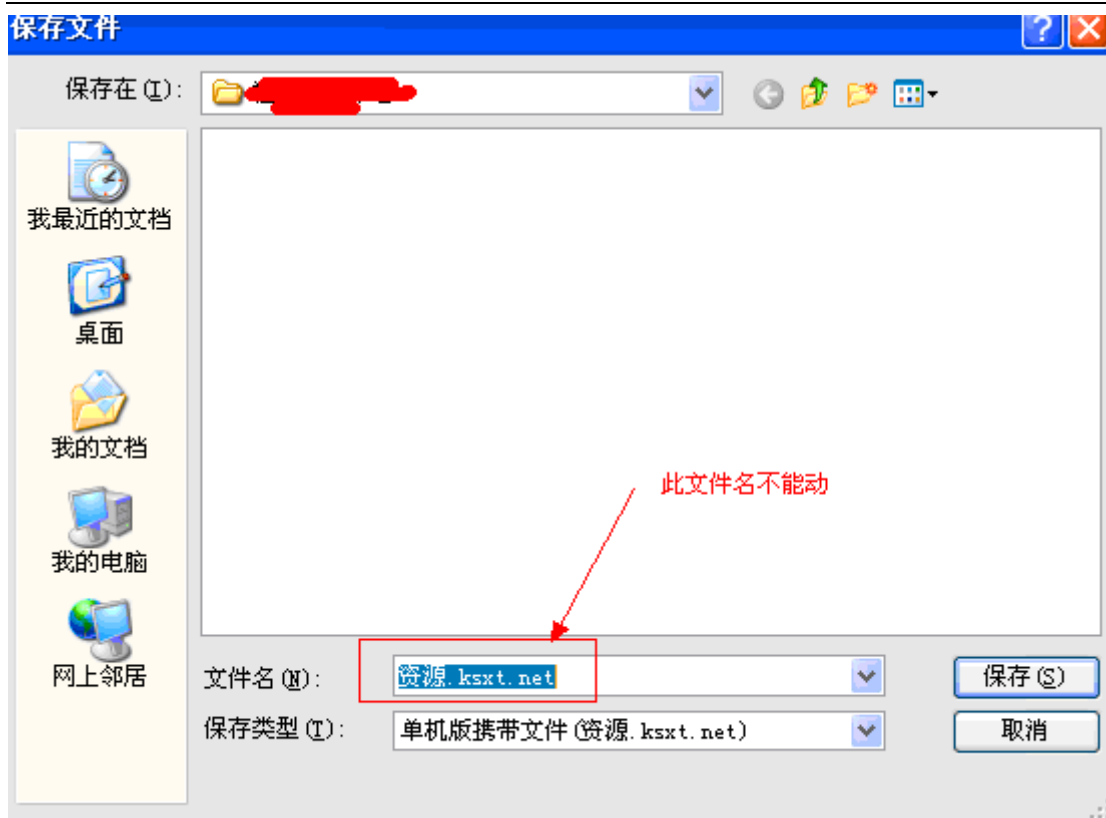 保存文件
保存在(I):
我最近的文档
桌面
我的文档
我的电脑
网上邻居
此文件名不能动
文件名(N):
资源.ksxt.net
保存(S)
保存类型(T):
单机版携带文件(资源.ksxt.net)
取消